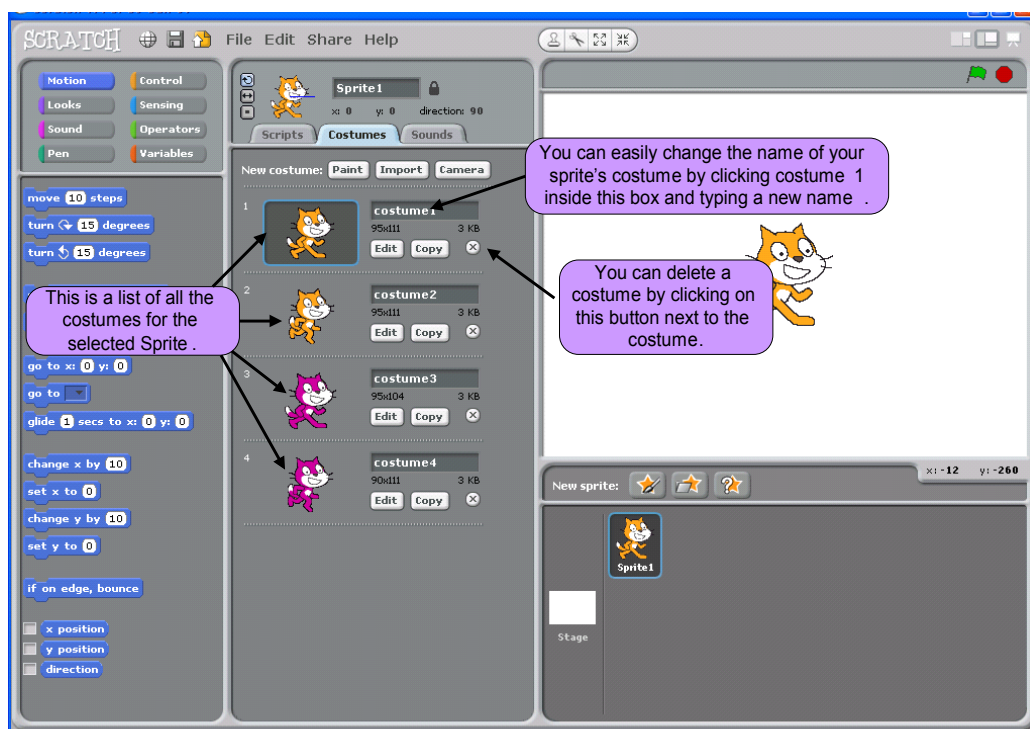 SCRATCH File Edit Share Help
Motion Control
Looks Sensing
Sound Operators
Pen Variables
move 10 steps
turn 15 degrees
turn 15 degrees
go to x: 0 y: 0
go to
glide 1 secs to x: 0 y: 0
change x by 10
set x to 0
change y by 10
set y to 0
if on edge, bounce
x position
y position
direction
Sprite1
x: 0 y: 0 direction: 90
Scripts Costumes Sounds
New costume: Paint Import Camera
1
costume1
95x111 3 KB
Edit Copy
2
costume2
95x111 3 KB
Edit Copy
3
costume3
95x104 3 KB
Edit Copy
4
costume4
90x111 3 KB
Edit Copy
This is a list of all the
costumes for the
selected Sprite .
You can easily change the name of your
sprite's costume by clicking costume 1
inside this box and typing a new name .
You can delete a
costume by clicking on
this button next to the
costume.
x: -12 y: -260
New sprite:
Sprite1
Stage